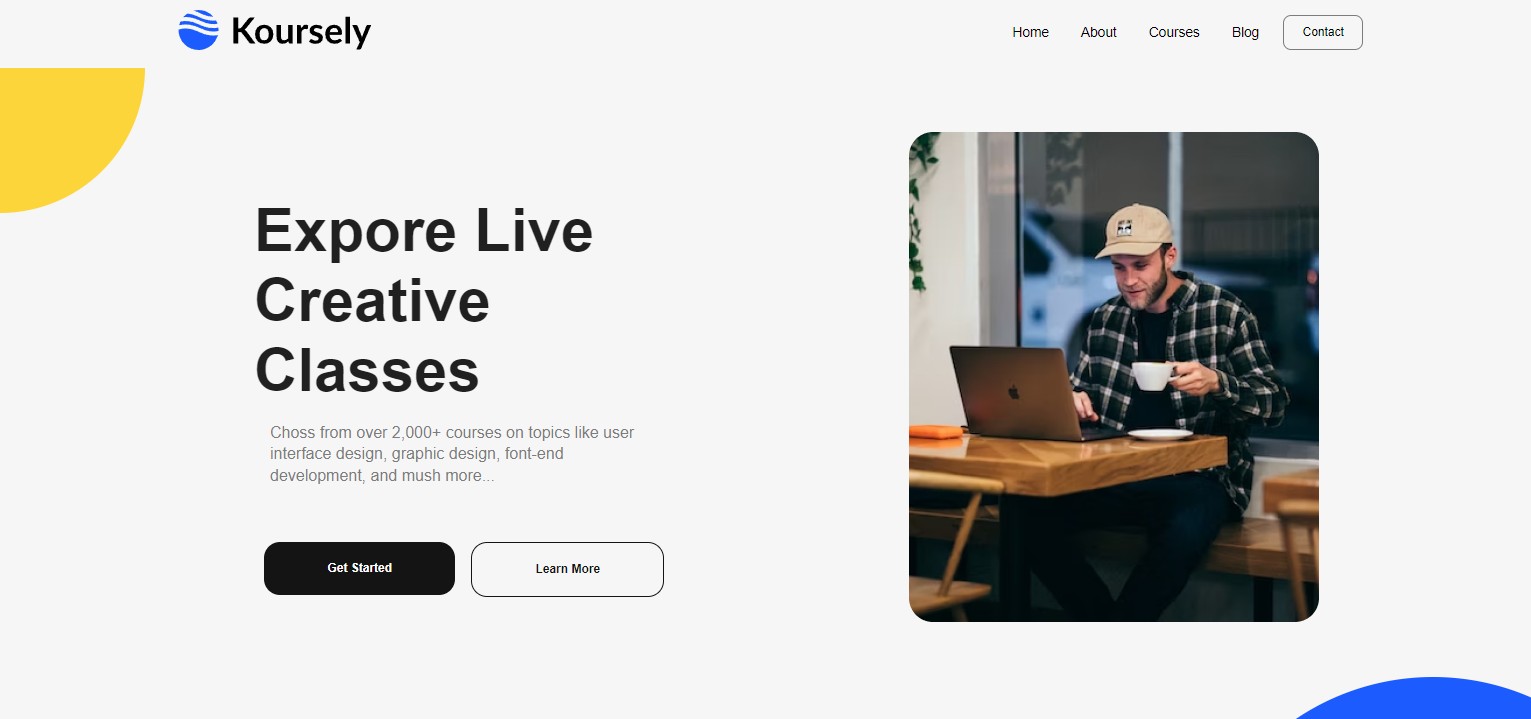 Koursely
Home About Courses Blog Contact
Expore Live
Creative
Classes
Choss from over 2,000+ courses on topics like user
interface design, graphic design, font-end
development, and mush more...
Get Started Learn More